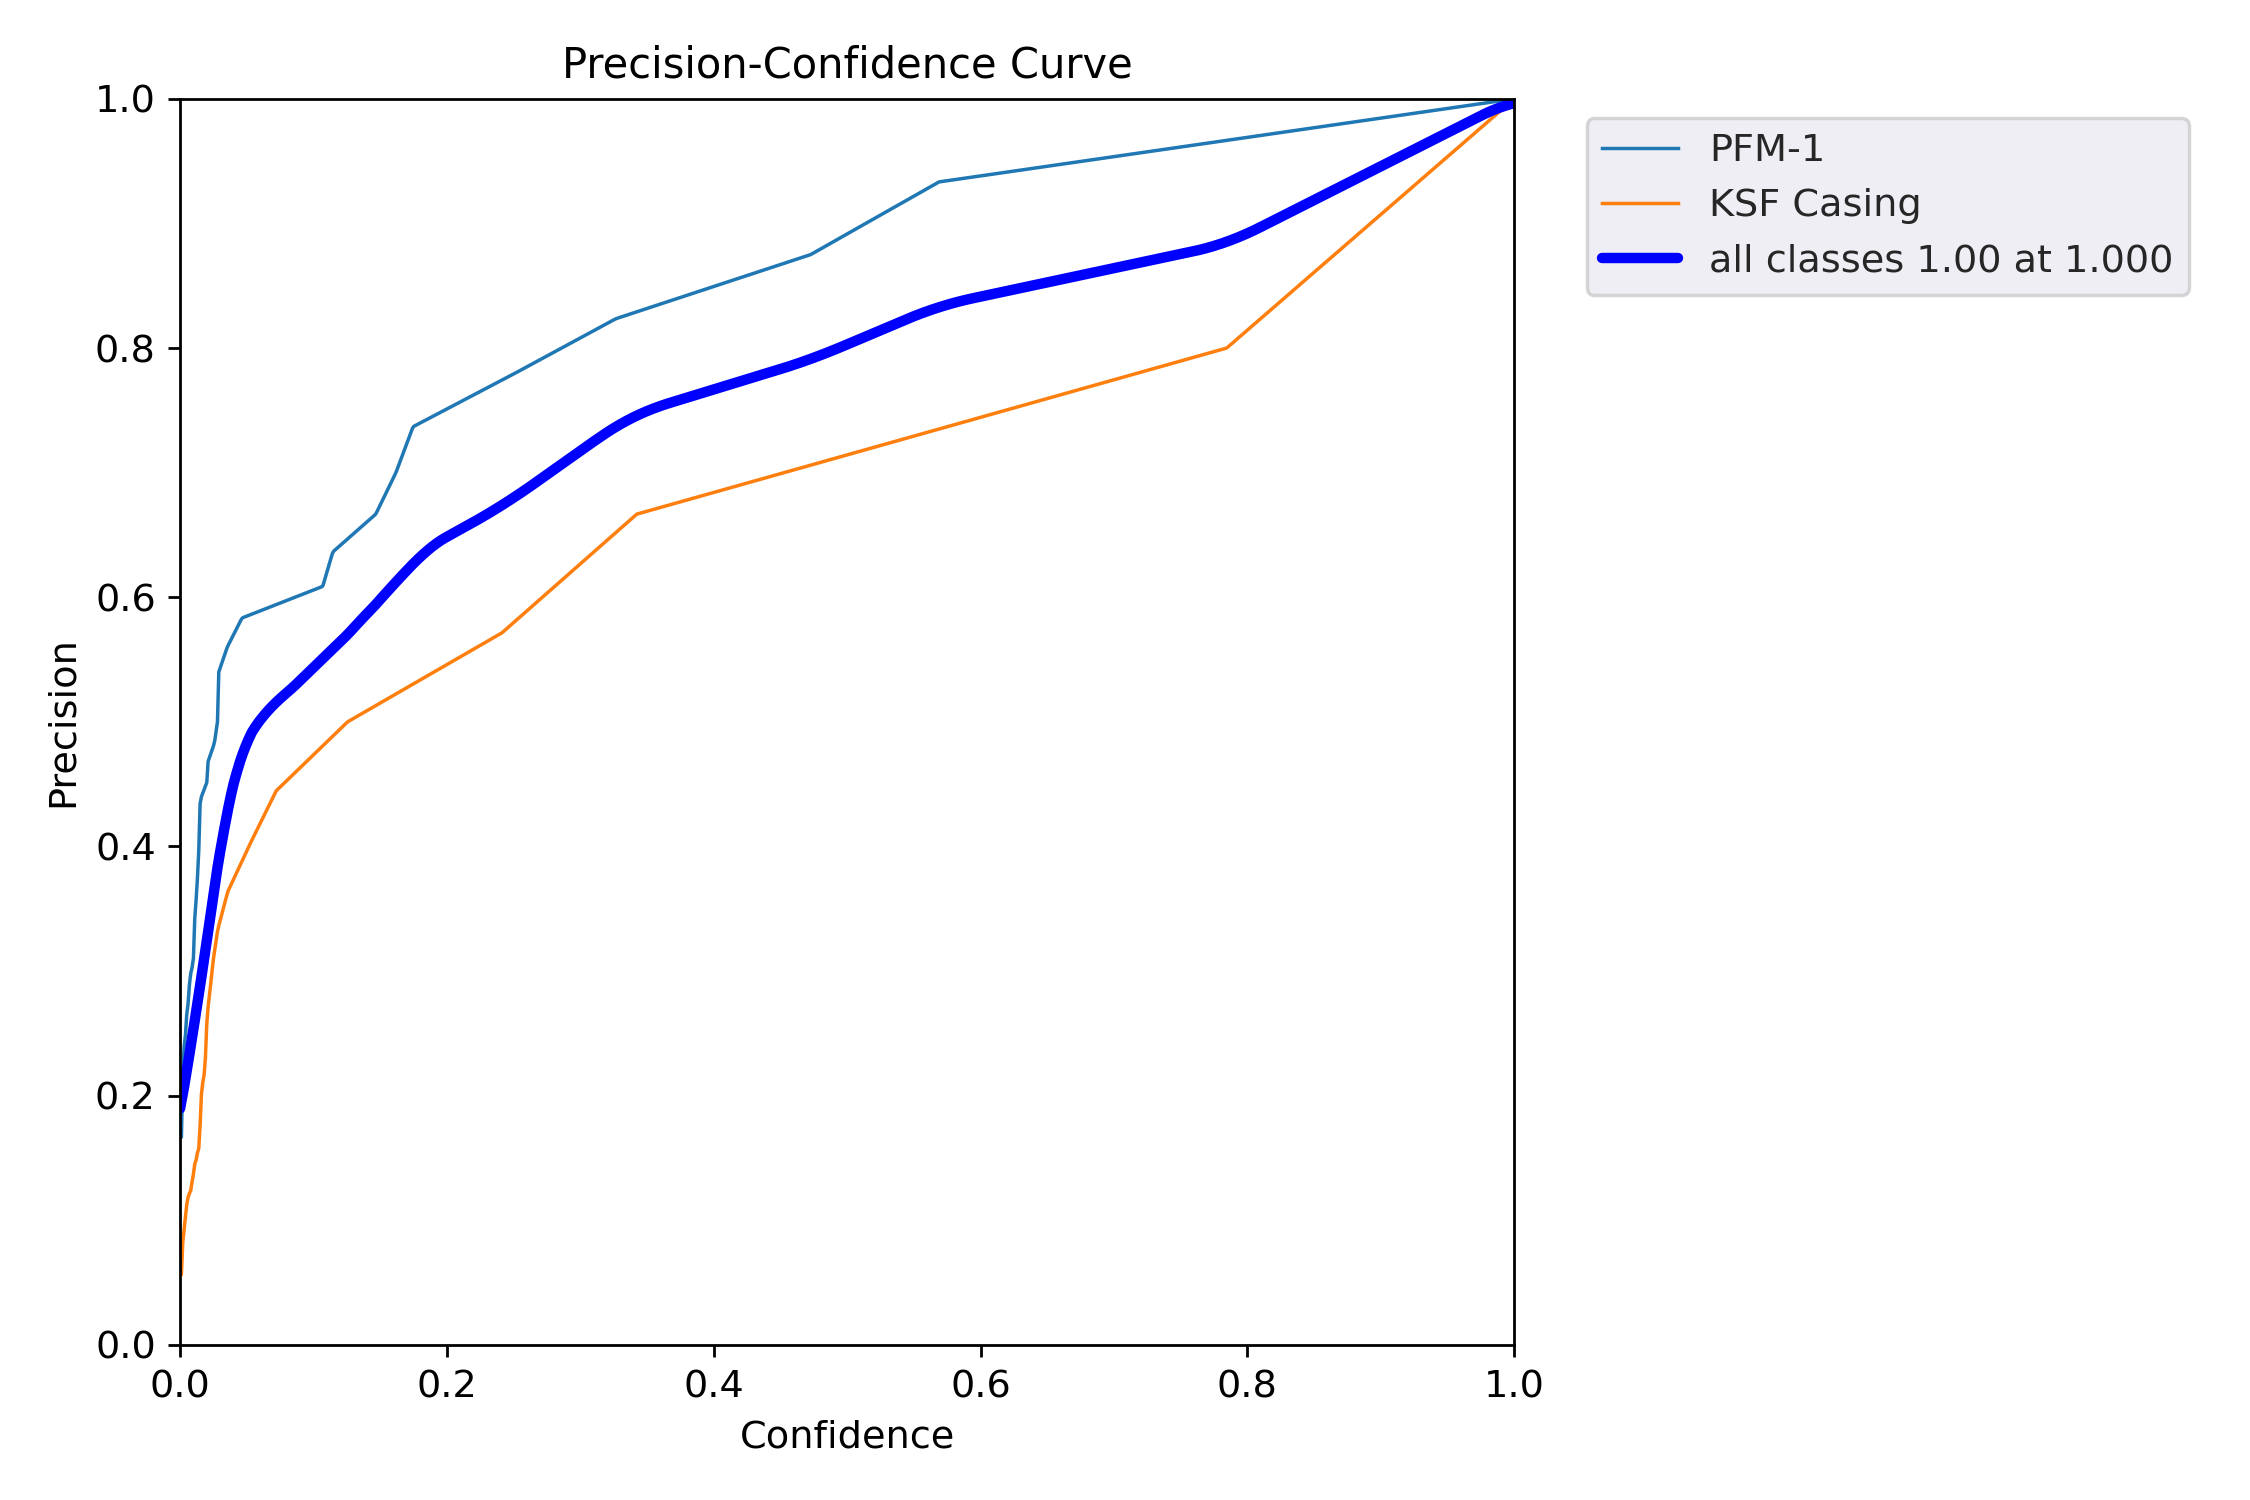 Precision-Confidence Curve
1.0
0.8
0.6
0.4
0.2
0.0
Precision
0.0 0.2 0.4 0.6 0.8 1.0
Confidence
PFM-1
KSF Casing
all classes 1.00 at 1.000